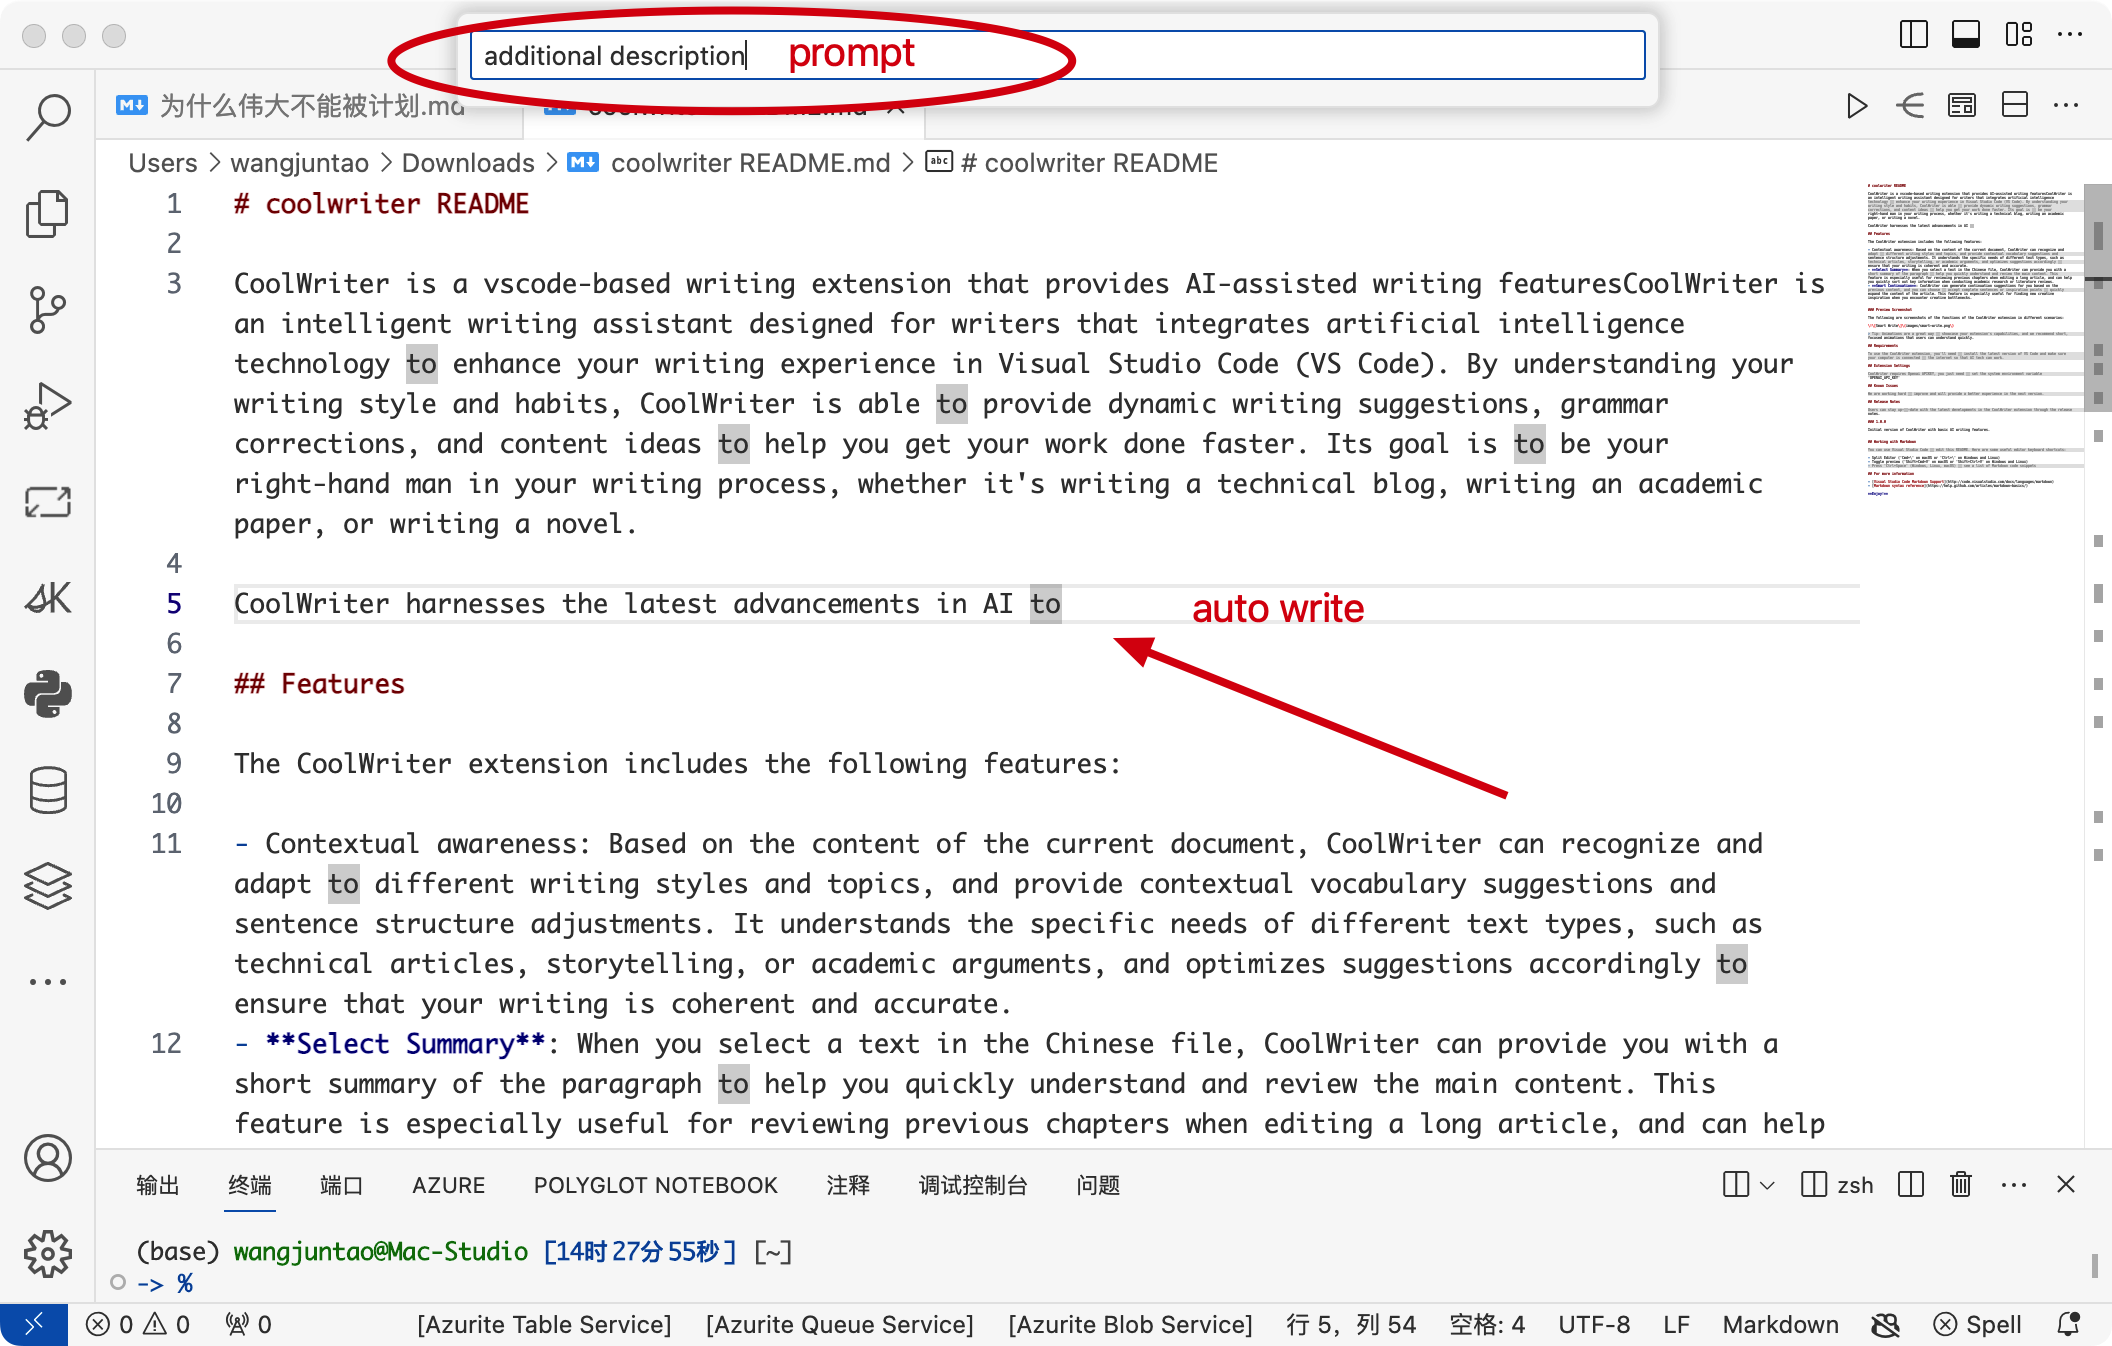 additional description
prompt
为什么伟大不能被计划.md
Users > wangjuntao > Downloads > coolwriter README.md > # coolwriter README
1 # coolwriter README
2
3 CoolWriter is a vscode-based writing extension that provides AI-assisted writing featuresCoolWriter is
an intelligent writing assistant designed for writers that integrates artificial intelligence
technology to enhance your writing experience in Visual Studio Code (VS Code). By understanding your
writing style and habits, CoolWriter is able to provide dynamic writing suggestions, grammar
corrections, and content ideas to help you get your work done faster. Its goal is to be your
right-hand man in your writing process, whether it's writing a technical blog, writing an academic
paper, or writing a novel.
4
5 CoolWriter harnesses the latest advancements in AI to
auto write
6
7 ## Features
8
9 The CoolWriter extension includes the following features:
10
11 - Contextual awareness: Based on the content of the current document, CoolWriter can recognize and
adapt to different writing styles and topics, and provide contextual vocabulary suggestions and
sentence structure adjustments. It understands the specific needs of different text types, such as
technical articles, storytelling, or academic arguments, and optimizes suggestions accordingly to
ensure that your writing is coherent and accurate.
12 - **Select Summary**: When you select a text in the Chinese file, CoolWriter can provide you with a
short summary of the paragraph to help you quickly understand and review the main content. This
feature is especially useful for reviewing previous chapters when editing a long article, and can help
输出 终端 端口 AZURE POLYGLOT NOTEBOOK 注释 调试控制台 问题 zsh
(base) wangjuntao@Mac-Studio [14时27分55秒] [~]
-> %
0 0 0 [Azurite Table Service] [Azurite Queue Service] [Azurite Blob Service] 行 5，列 54 空格: 4 UTF-8 LF Markdown Spell